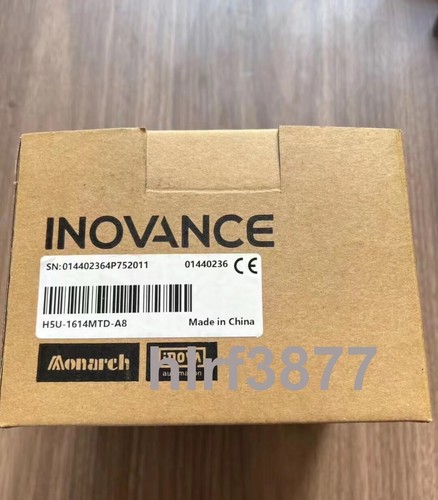 INOVANCE
SN:014402364P752011 01440236 CE
H5U-1614MTD-A8 Made in China
Monarch iNOVA
automation
hlrf3877